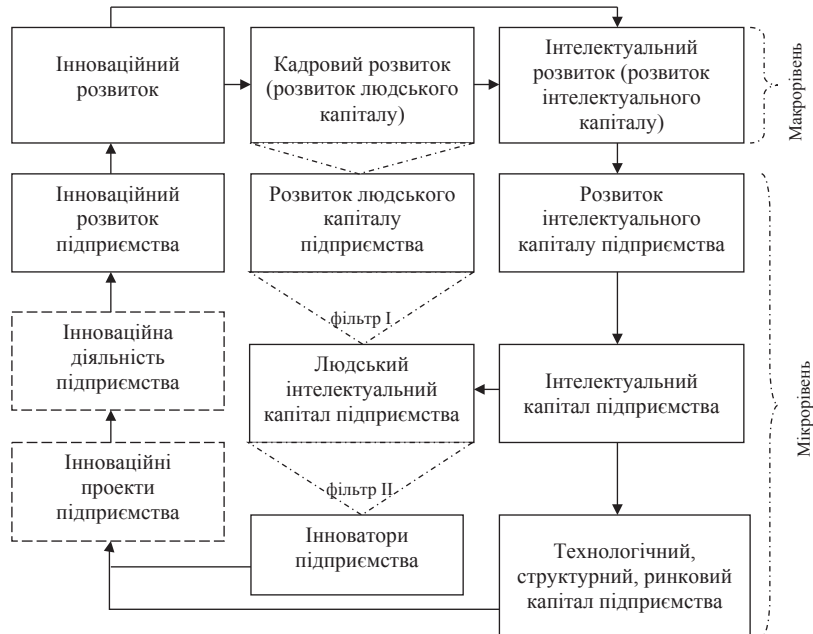 Інноваційний
розвиток
Кадровий розвиток
(розвиток людського
капіталу)
Інтелектуальний
розвиток (розвиток
інтелектуального
капіталу)
Макрорівень
Інноваційний
розвиток
підприємства
Розвиток людського
капіталу
підприємства
Розвиток
інтелектуального
капіталу підприємства
фільтр I
Інноваційна
діяльність
підприємства
Людський
інтелектуальний
капітал підприємства
Інтелектуальний
капітал підприємства
Мікрорівень
Інноваційні
проекти
підприємства
фільтр II
Інноватори
підприємства
Технологічний,
структурний, ринковий
капітал підприємства